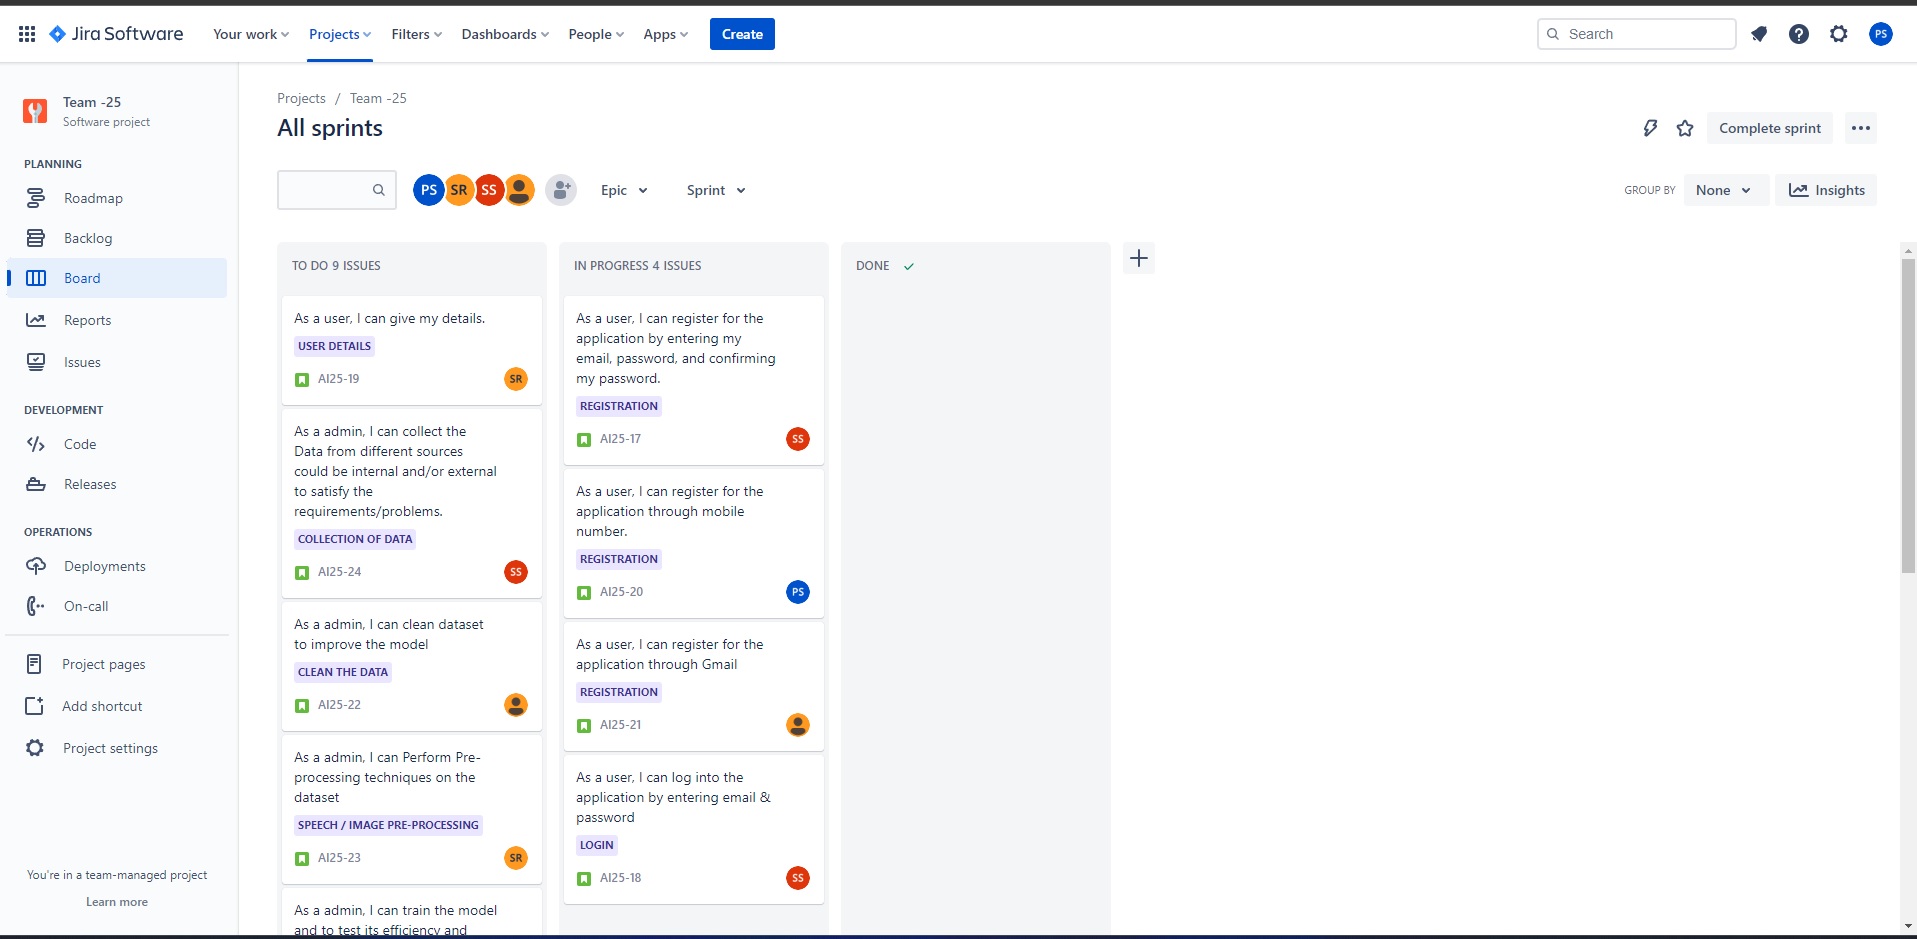 Jira Software
Your work
Projects
Filters
Dashboards
People
Apps
Create
Search
PS
Team -25
Software project
PLANNING
Roadmap
Backlog
Board
Reports
Issues
DEVELOPMENT
Code
Releases
OPERATIONS
Deployments
On-call
Project pages
Add shortcut
Project settings
You're in a team-managed project
Learn more
Projects / Team -25
All sprints
Complete sprint
PS
SR
SS
Epic
Sprint
GROUP BY
None
Insights
TO DO 9 ISSUES
As a user, I can give my details.
USER DETAILS
AI25-19
SR
As a admin, I can collect the
Data from different sources
could be internal and/or external
to satisfy the
requirements/problems.
COLLECTION OF DATA
AI25-24
SS
As a admin, I can clean dataset
to improve the model
CLEAN THE DATA
AI25-22
As a admin, I can Perform Pre-
processing techniques on the
dataset
SPEECH / IMAGE PRE-PROCESSING
AI25-23
SR
As a admin, I can train the model
and to test its efficiency and
IN PROGRESS 4 ISSUES
As a user, I can register for the
application by entering my
email, password, and confirming
my password.
REGISTRATION
AI25-17
SS
As a user, I can register for the
application through mobile
number.
REGISTRATION
AI25-20
PS
As a user, I can register for the
application through Gmail
REGISTRATION
AI25-21
As a user, I can log into the
application by entering email &
password
LOGIN
AI25-18
SS
DONE